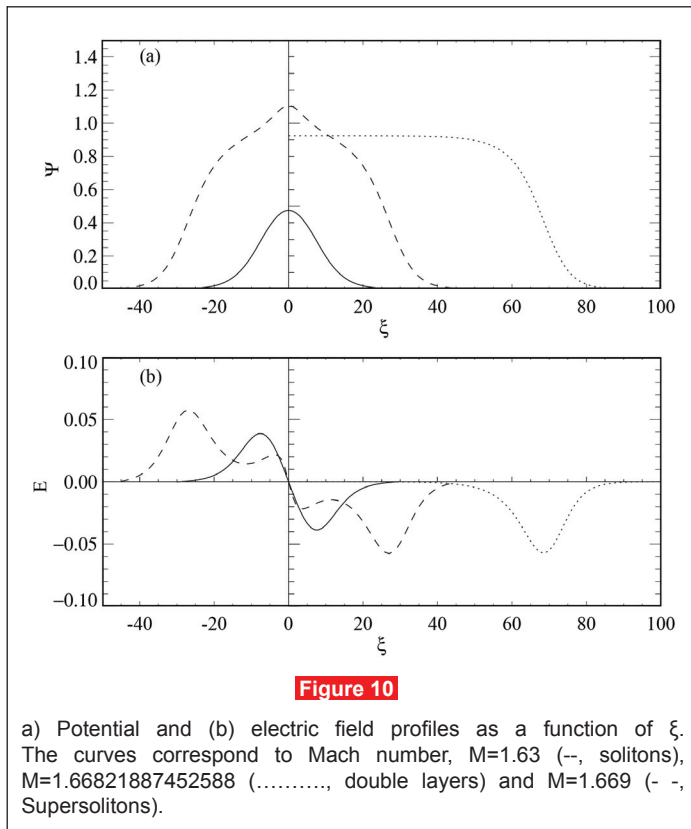 (a)
1.4
1.2
1.0
0.8
0.6
0.4
0.2
0.0
Ψ
-40 -20 0 20 40 60 80 100
ξ
(b)
0.10
0.05
0.00
−0.05
−0.10
E
-40 -20 0 20 40 60 80 100
ξ
Figure 10
a) Potential and (b) electric field profiles as a function of ξ.
The curves correspond to Mach number, M=1.63 (--, solitons),
M=1.66821887452588 (.........., double layers) and M=1.669 (- -,
Supersolitons).